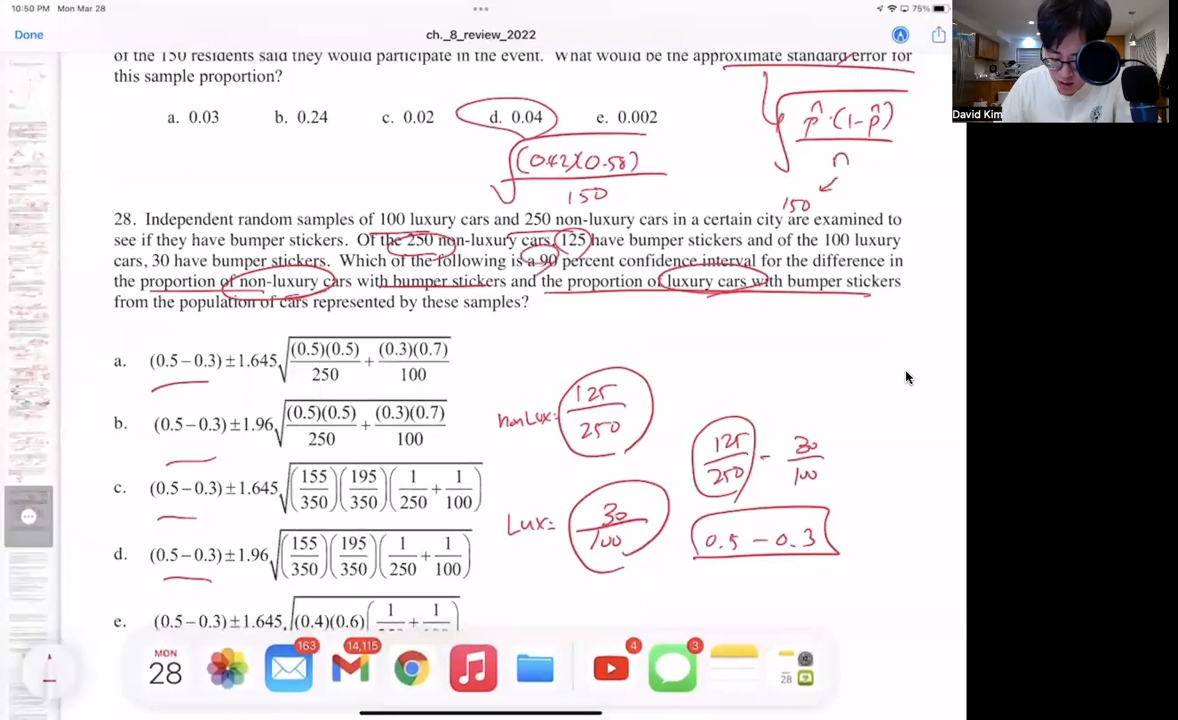 10:50 PM Mon Mar 28
75%
Done
ch._8_review_2022
of the 150 residents said they would participate in the event. What would be the approximate standard error for
this sample proportion?
a. 0.03 b. 0.24 c. 0.02 d. 0.04 e. 0.002
√((0.42)(0.58)/150)
√(p̂·(1-p̂)/n)
150
28. Independent random samples of 100 luxury cars and 250 non-luxury cars in a certain city are examined to
see if they have bumper stickers. Of the 250 non-luxury cars, 125 have bumper stickers and of the 100 luxury
cars, 30 have bumper stickers. Which of the following is a 90 percent confidence interval for the difference in
the proportion of non-luxury cars with bumper stickers and the proportion of luxury cars with bumper stickers
from the population of cars represented by these samples?
a. (0.5−0.3)±1.645√((0.5)(0.5)/250 + (0.3)(0.7)/100)
b. (0.5−0.3)±1.96√((0.5)(0.5)/250 + (0.3)(0.7)/100)
c. (0.5−0.3)±1.645√((155/350)(195/350)(1/250 + 1/100))
d. (0.5−0.3)±1.96√((155/350)(195/350)(1/250 + 1/100))
e. (0.5−0.3)±1.645√((0.4)(0.6)(1/ + 1/
nonLux: 125/250
Lux= 30/100
125/250 - 30/100
0.5 - 0.3
David Kim
MON
28
163
14,115
4
3
28